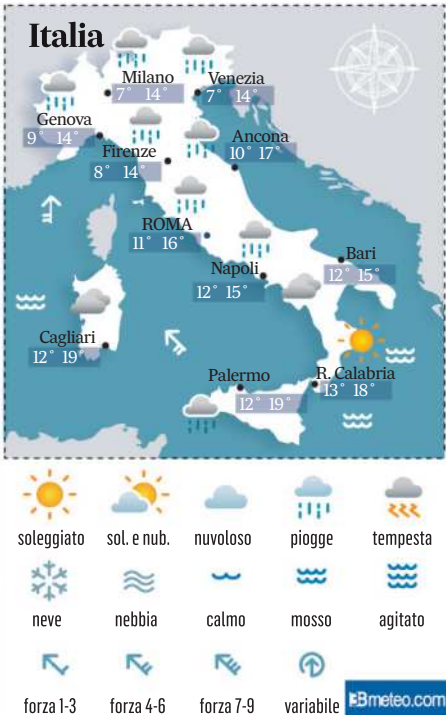 Italia
Milano
7° 14°
Venezia
7° 14°
Genova
9° 14°
Firenze
8° 14°
Ancona
10° 17°
ROMA
11° 16°
Napoli
12° 15°
Bari
12° 15°
Cagliari
12° 19°
Palermo
12° 19°
R. Calabria
13° 18°
soleggiato sol. e nub. nuvoloso piogge tempesta
neve nebbia calmo mosso agitato
forza 1-3 forza 4-6 forza 7-9 variabile
3Bmeteo.com